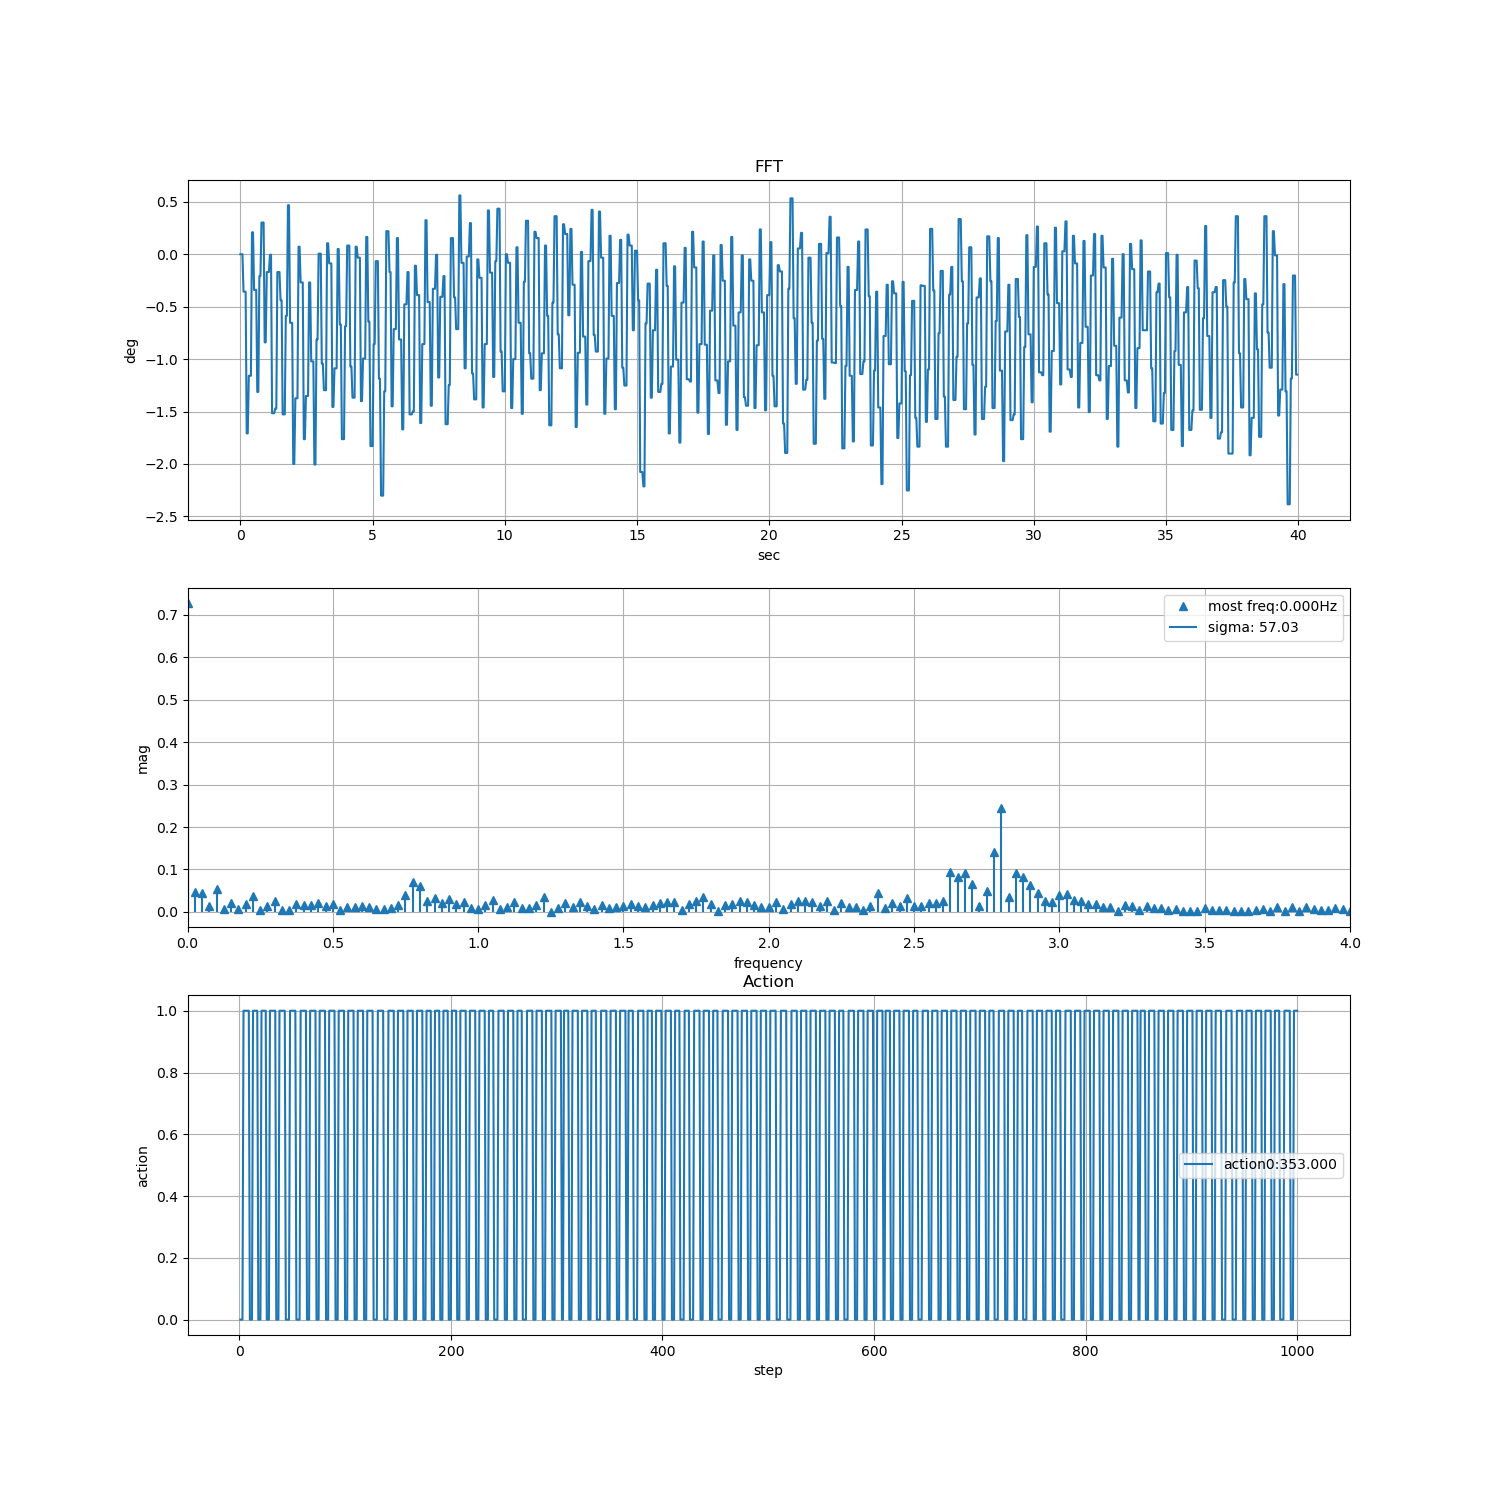 FFT
0.5
0.0
−0.5
−1.0
−1.5
−2.0
−2.5
deg
0 5 10 15 20 25 30 35 40
sec
0.7
0.6
0.5
0.4
0.3
0.2
0.1
0.0
mag
most freq:0.000Hz
sigma: 57.03
0.0 0.5 1.0 1.5 2.0 2.5 3.0 3.5 4.0
frequency
Action
1.0
0.8
0.6
0.4
0.2
0.0
action
action0:353.000
0 200 400 600 800 1000
step